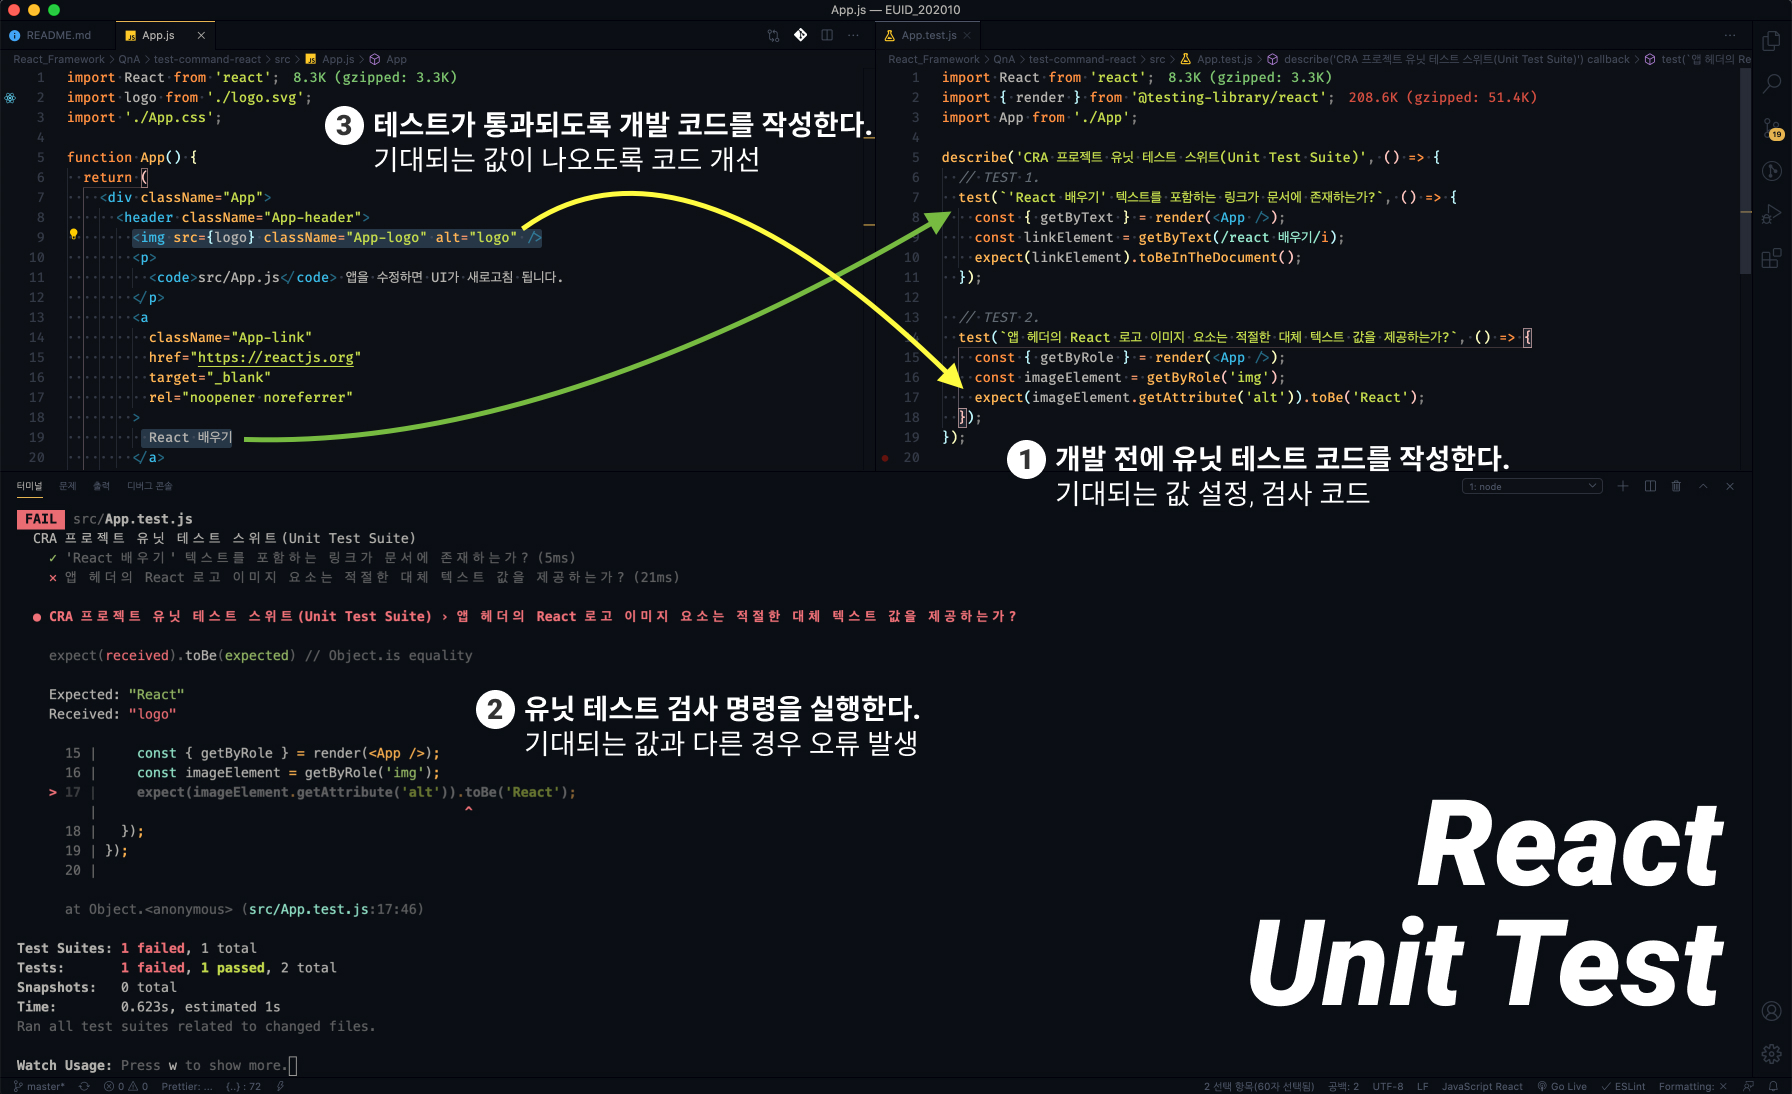 App.js — EUID_202010
README.md
App.js
React_Framework > QnA > test-command-react > src > App.js > App
1 import React from 'react'; 8.3K (gzipped: 3.3K)
2 import logo from './logo.svg';
3 import './App.css';
4
5 function App() {
6 return (
7 <div className="App">
8 <header className="App-header">
9 <img src={logo} className="App-logo" alt="logo" />
10 <p>
11 <code>src/App.js</code> 앱을 수정하면 UI가 새로고침 됩니다.
12 </p>
13 <a
14 className="App-link"
15 href="https://reactjs.org"
16 target="_blank"
17 rel="noopener noreferrer"
18 >
19 React 배우기
20 </a>
3 테스트가 통과되도록 개발 코드를 작성한다.
기대되는 값이 나오도록 코드 개선
App.test.js
React_Framework > QnA > test-command-react > src > App.test.js > describe('CRA 프로젝트 유닛 테스트 스위트(Unit Test Suite)') callback > test(`앱 헤더의 Re
1 import React from 'react'; 8.3K (gzipped: 3.3K)
2 import { render } from '@testing-library/react'; 208.6K (gzipped: 51.4K)
3 import App from './App';
4
5 describe('CRA 프로젝트 유닛 테스트 스위트(Unit Test Suite)', () => {
6 // TEST 1.
7 test(`'React 배우기' 텍스트를 포함하는 링크가 문서에 존재하는가?`, () => {
8 const { getByText } = render(<App />);
9 const linkElement = getByText(/react 배우기/i);
10 expect(linkElement).toBeInTheDocument();
11 });
12
13 // TEST 2.
14 test(`앱 헤더의 React 로고 이미지 요소는 적절한 대체 텍스트 값을 제공하는가?`, () => {
15 const { getByRole } = render(<App />);
16 const imageElement = getByRole('img');
17 expect(imageElement.getAttribute('alt')).toBe('React');
18 });
19 });
20
19
1 개발 전에 유닛 테스트 코드를 작성한다.
기대되는 값 설정, 검사 코드
터미널 문제 출력 디버그 콘솔
1: node
FAIL src/App.test.js
CRA 프로젝트 유닛 테스트 스위트(Unit Test Suite)
✓ 'React 배우기' 텍스트를 포함하는 링크가 문서에 존재하는가? (5ms)
✕ 앱 헤더의 React 로고 이미지 요소는 적절한 대체 텍스트 값을 제공하는가? (21ms)
● CRA 프로젝트 유닛 테스트 스위트(Unit Test Suite) › 앱 헤더의 React 로고 이미지 요소는 적절한 대체 텍스트 값을 제공하는가?
expect(received).toBe(expected) // Object.is equality
Expected: "React"
Received: "logo"
2 유닛 테스트 검사 명령을 실행한다.
기대되는 값과 다른 경우 오류 발생
15 | const { getByRole } = render(<App />);
16 | const imageElement = getByRole('img');
> 17 | expect(imageElement.getAttribute('alt')).toBe('React');
| ^
18 | });
19 | });
20 |
at Object.<anonymous> (src/App.test.js:17:46)
Test Suites: 1 failed, 1 total
Tests: 1 failed, 1 passed, 2 total
Snapshots: 0 total
Time: 0.623s, estimated 1s
Ran all test suites related to changed files.
Watch Usage: Press w to show more.
React
Unit Test
master* 0 0 Prettier: ... {..} : 72
2 선택 항목(60자 선택됨) 공백: 2 UTF-8 LF JavaScript React Go Live ESLint Formatting: ×